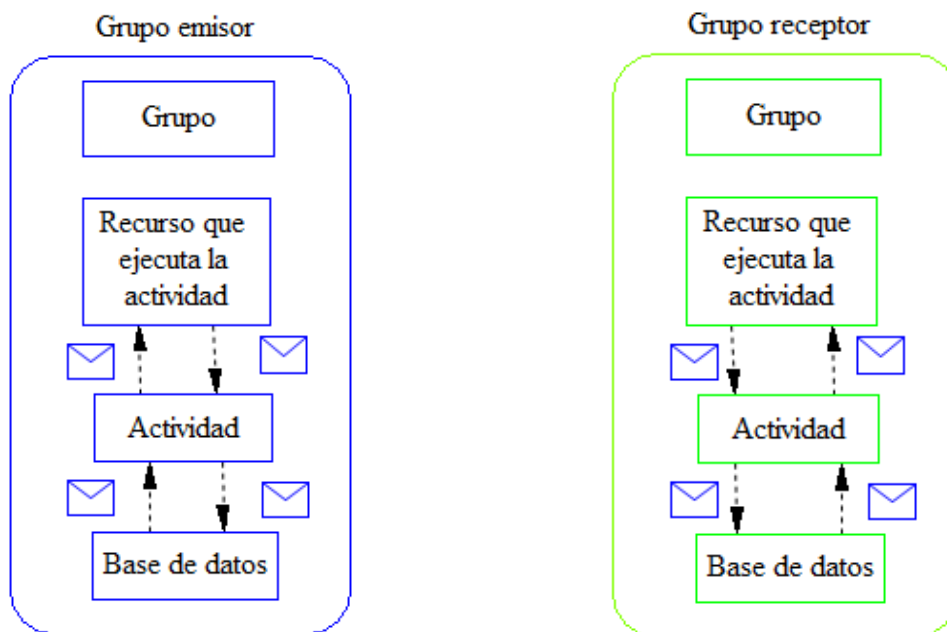 Grupo emisor
Grupo
Recurso que
ejecuta la
actividad
Actividad
Base de datos
Grupo receptor
Grupo
Recurso que
ejecuta la
actividad
Actividad
Base de datos